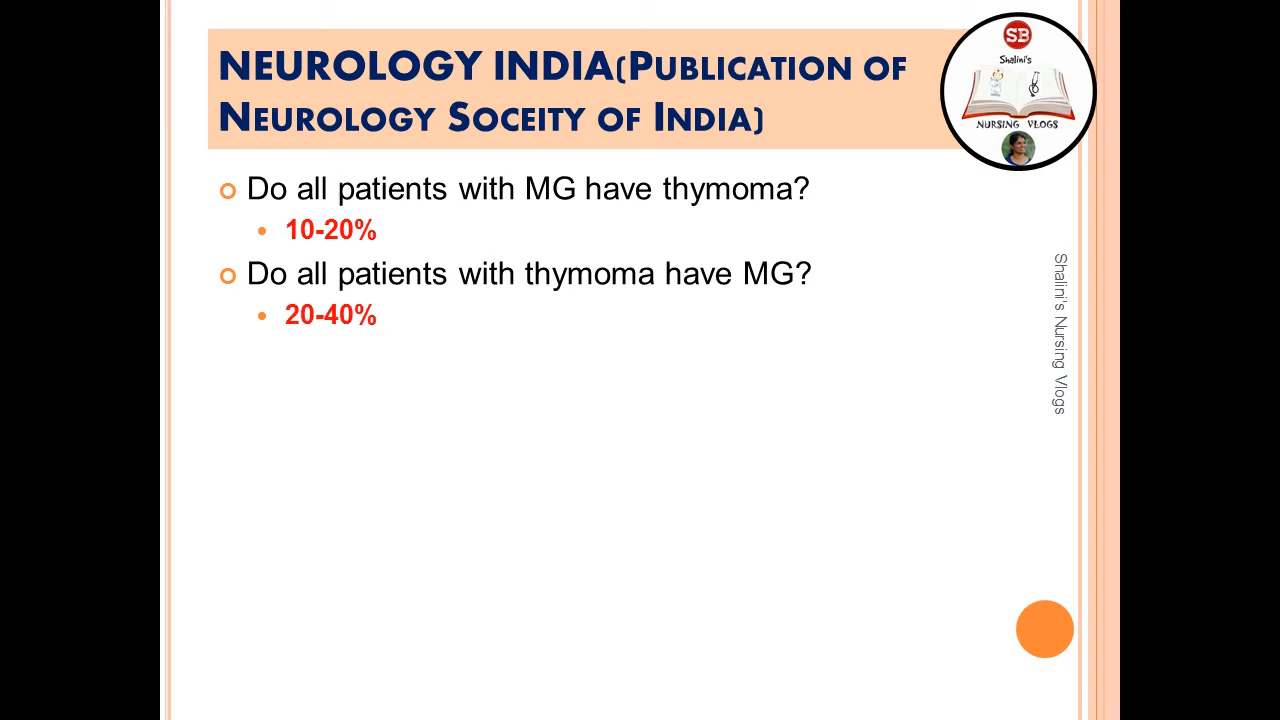 NEUROLOGY INDIA(PUBLICATION OF
NEUROLOGY SOCEITY OF INDIA)
SB
Shalini's
NURSING VLOGS
Do all patients with MG have thymoma?
10-20%
Do all patients with thymoma have MG?
20-40%
Shalini's Nursing Vlogs